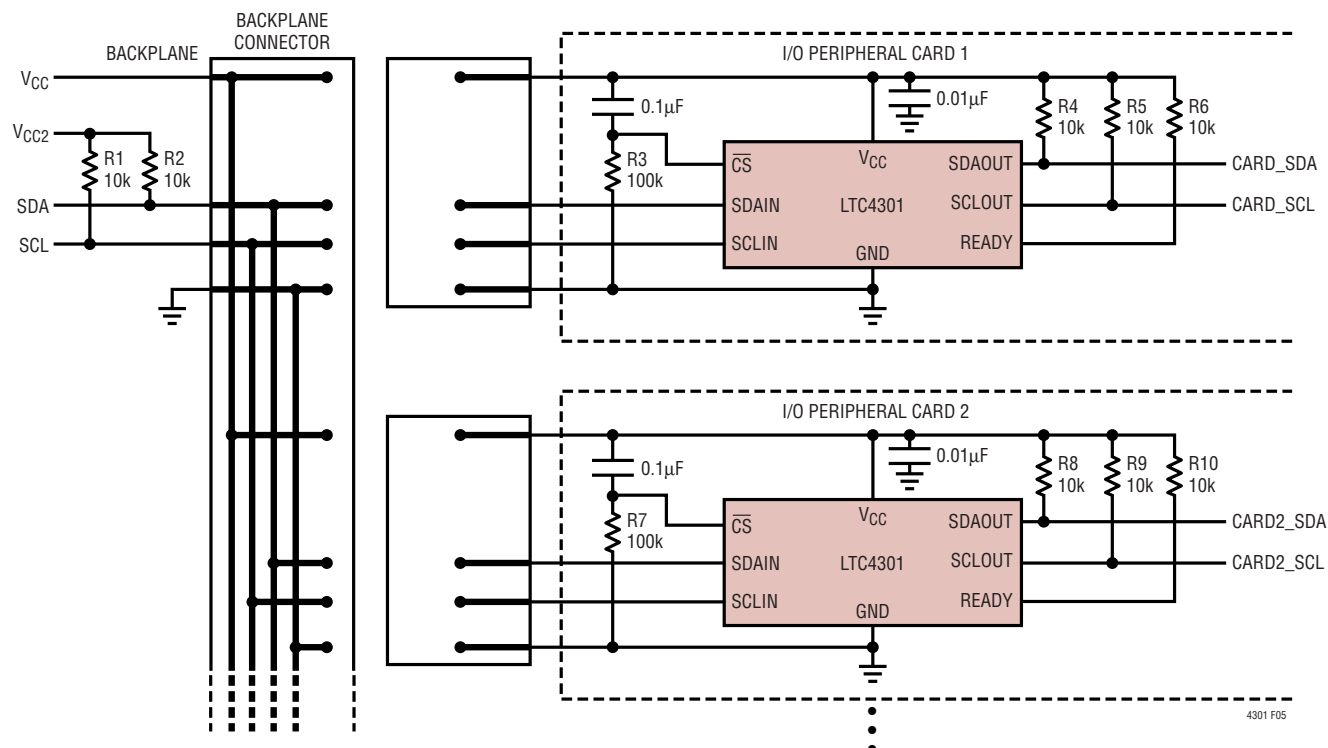 BACKPLANE
CONNECTOR
BACKPLANE
VCC
VCC2
R1
10k
R2
10k
SDA
SCL
I/O PERIPHERAL CARD 1
0.1μF
0.01μF
R3
100k
R4
10k
R5
10k
R6
10k
CS
VCC
SDAOUT
SDAIN
LTC4301
SCLOUT
SCLIN
READY
GND
CARD_SDA
CARD_SCL
I/O PERIPHERAL CARD 2
0.1μF
0.01μF
R7
100k
R8
10k
R9
10k
R10
10k
CS
VCC
SDAOUT
SDAIN
LTC4301
SCLOUT
SCLIN
READY
GND
CARD2_SDA
CARD2_SCL
4301 F05